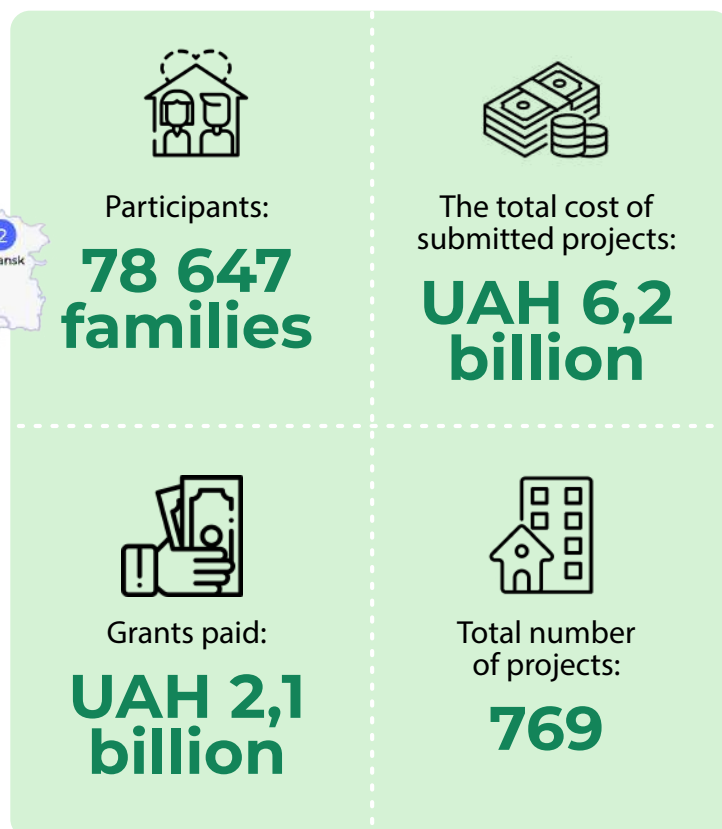 Participants:
78 647
families
The total cost of
submitted projects:
UAH 6,2
billion
Grants paid:
UAH 2,1
billion
Total number
of projects:
769